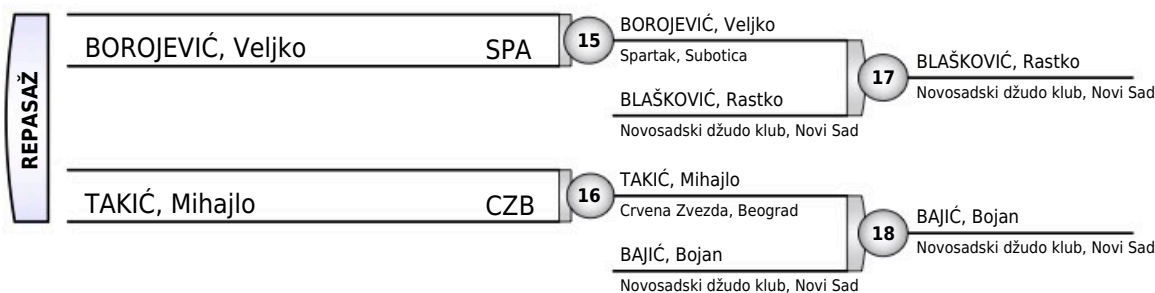 REPASAŽ
BOROJEVIĆ, Veljko SPA
15
BOROJEVIĆ, Veljko
Spartak, Subotica
BLAŠKOVIĆ, Rastko
Novosadski džudo klub, Novi Sad
17
BLAŠKOVIĆ, Rastko
Novosadski džudo klub, Novi Sad
TAKIĆ, Mihajlo CZB
16
TAKIĆ, Mihajlo
Crvena Zvezda, Beograd
BAJIĆ, Bojan
Novosadski džudo klub, Novi Sad
18
BAJIĆ, Bojan
Novosadski džudo klub, Novi Sad